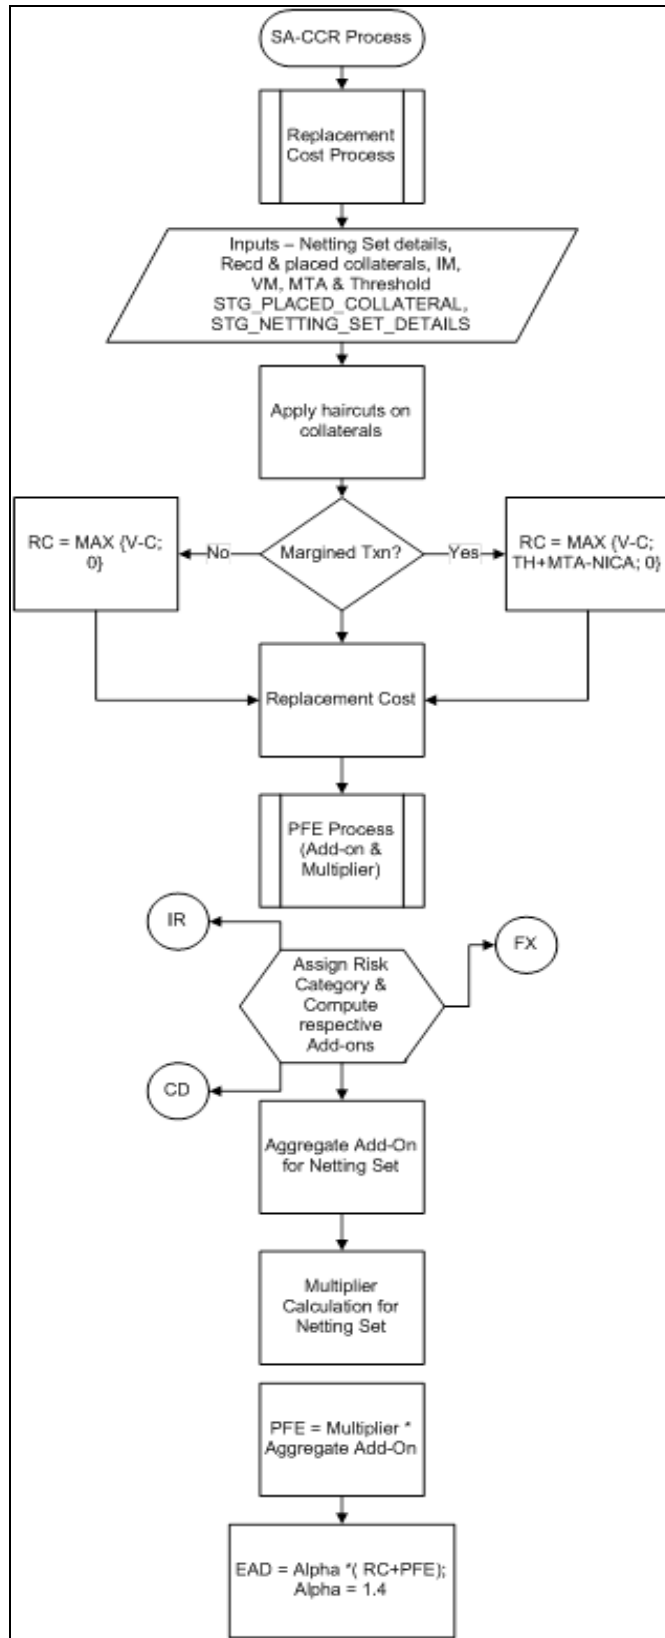 SA-CCR Process
Replacement
Cost Process
Inputs – Netting Set details,
Recd & placed collaterals, IM,
VM, MTA & Threshold
STG_PLACED_COLLATERAL,
STG_NETTING_SET_DETAILS
Apply haircuts on
collaterals
RC = MAX {V-C;
0}
No
Margined Txn?
Yes
RC = MAX {V-C;
TH+MTA-NICA; 0}
Replacement Cost
PFE Process
(Add-on &
Multiplier)
IR
FX
Assign Risk
Category &
Compute
respective
Add-ons
CD
Aggregate Add-On
for Netting Set
Multiplier
Calculation for
Netting Set
PFE = Multiplier *
Aggregate Add-On
EAD = Alpha *( RC+PFE);
Alpha = 1.4